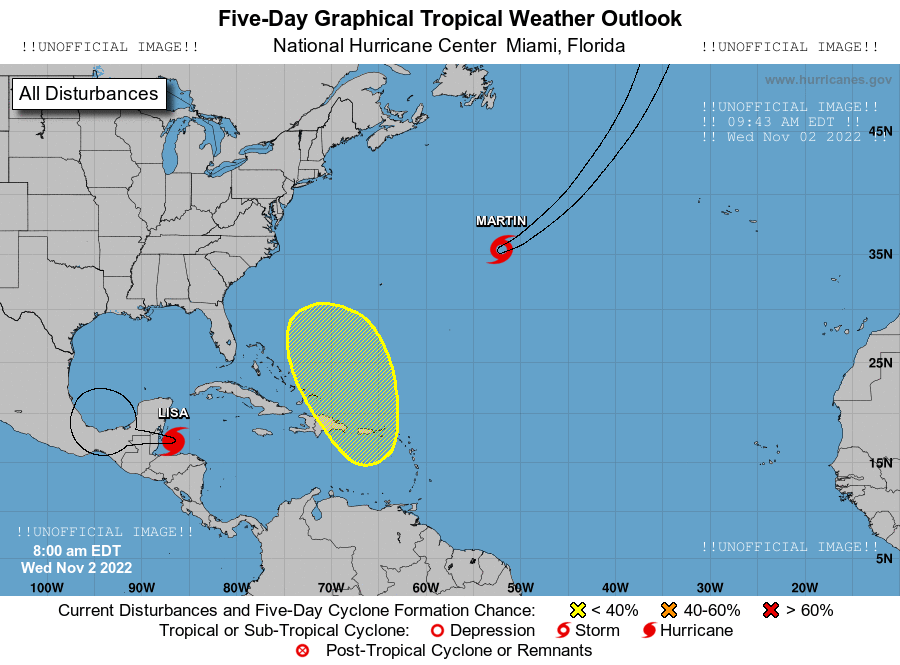 Five-Day Graphical Tropical Weather Outlook
!!UNOFFICIAL IMAGE!! National Hurricane Center Miami, Florida !!UNOFFICIAL IMAGE!!
www.hurricanes.gov
All Disturbances
!!UNOFFICIAL IMAGE!!
!! 09:43 AM EDT !!
!! Wed Nov 02 2022 !!
45N
MARTIN
35N
25N
LISA
15N
!!UNOFFICIAL IMAGE!!
8:00 am EDT
Wed Nov 2 2022
!!UNOFFICIAL IMAGE!!
5N
100W 90W 80W 70W 60W 50W 40W 30W 20W
Current Disturbances and Five-Day Cyclone Formation Chance: < 40% 40-60% > 60%
Tropical or Sub-Tropical Cyclone: Depression Storm Hurricane
Post-Tropical Cyclone or Remnants